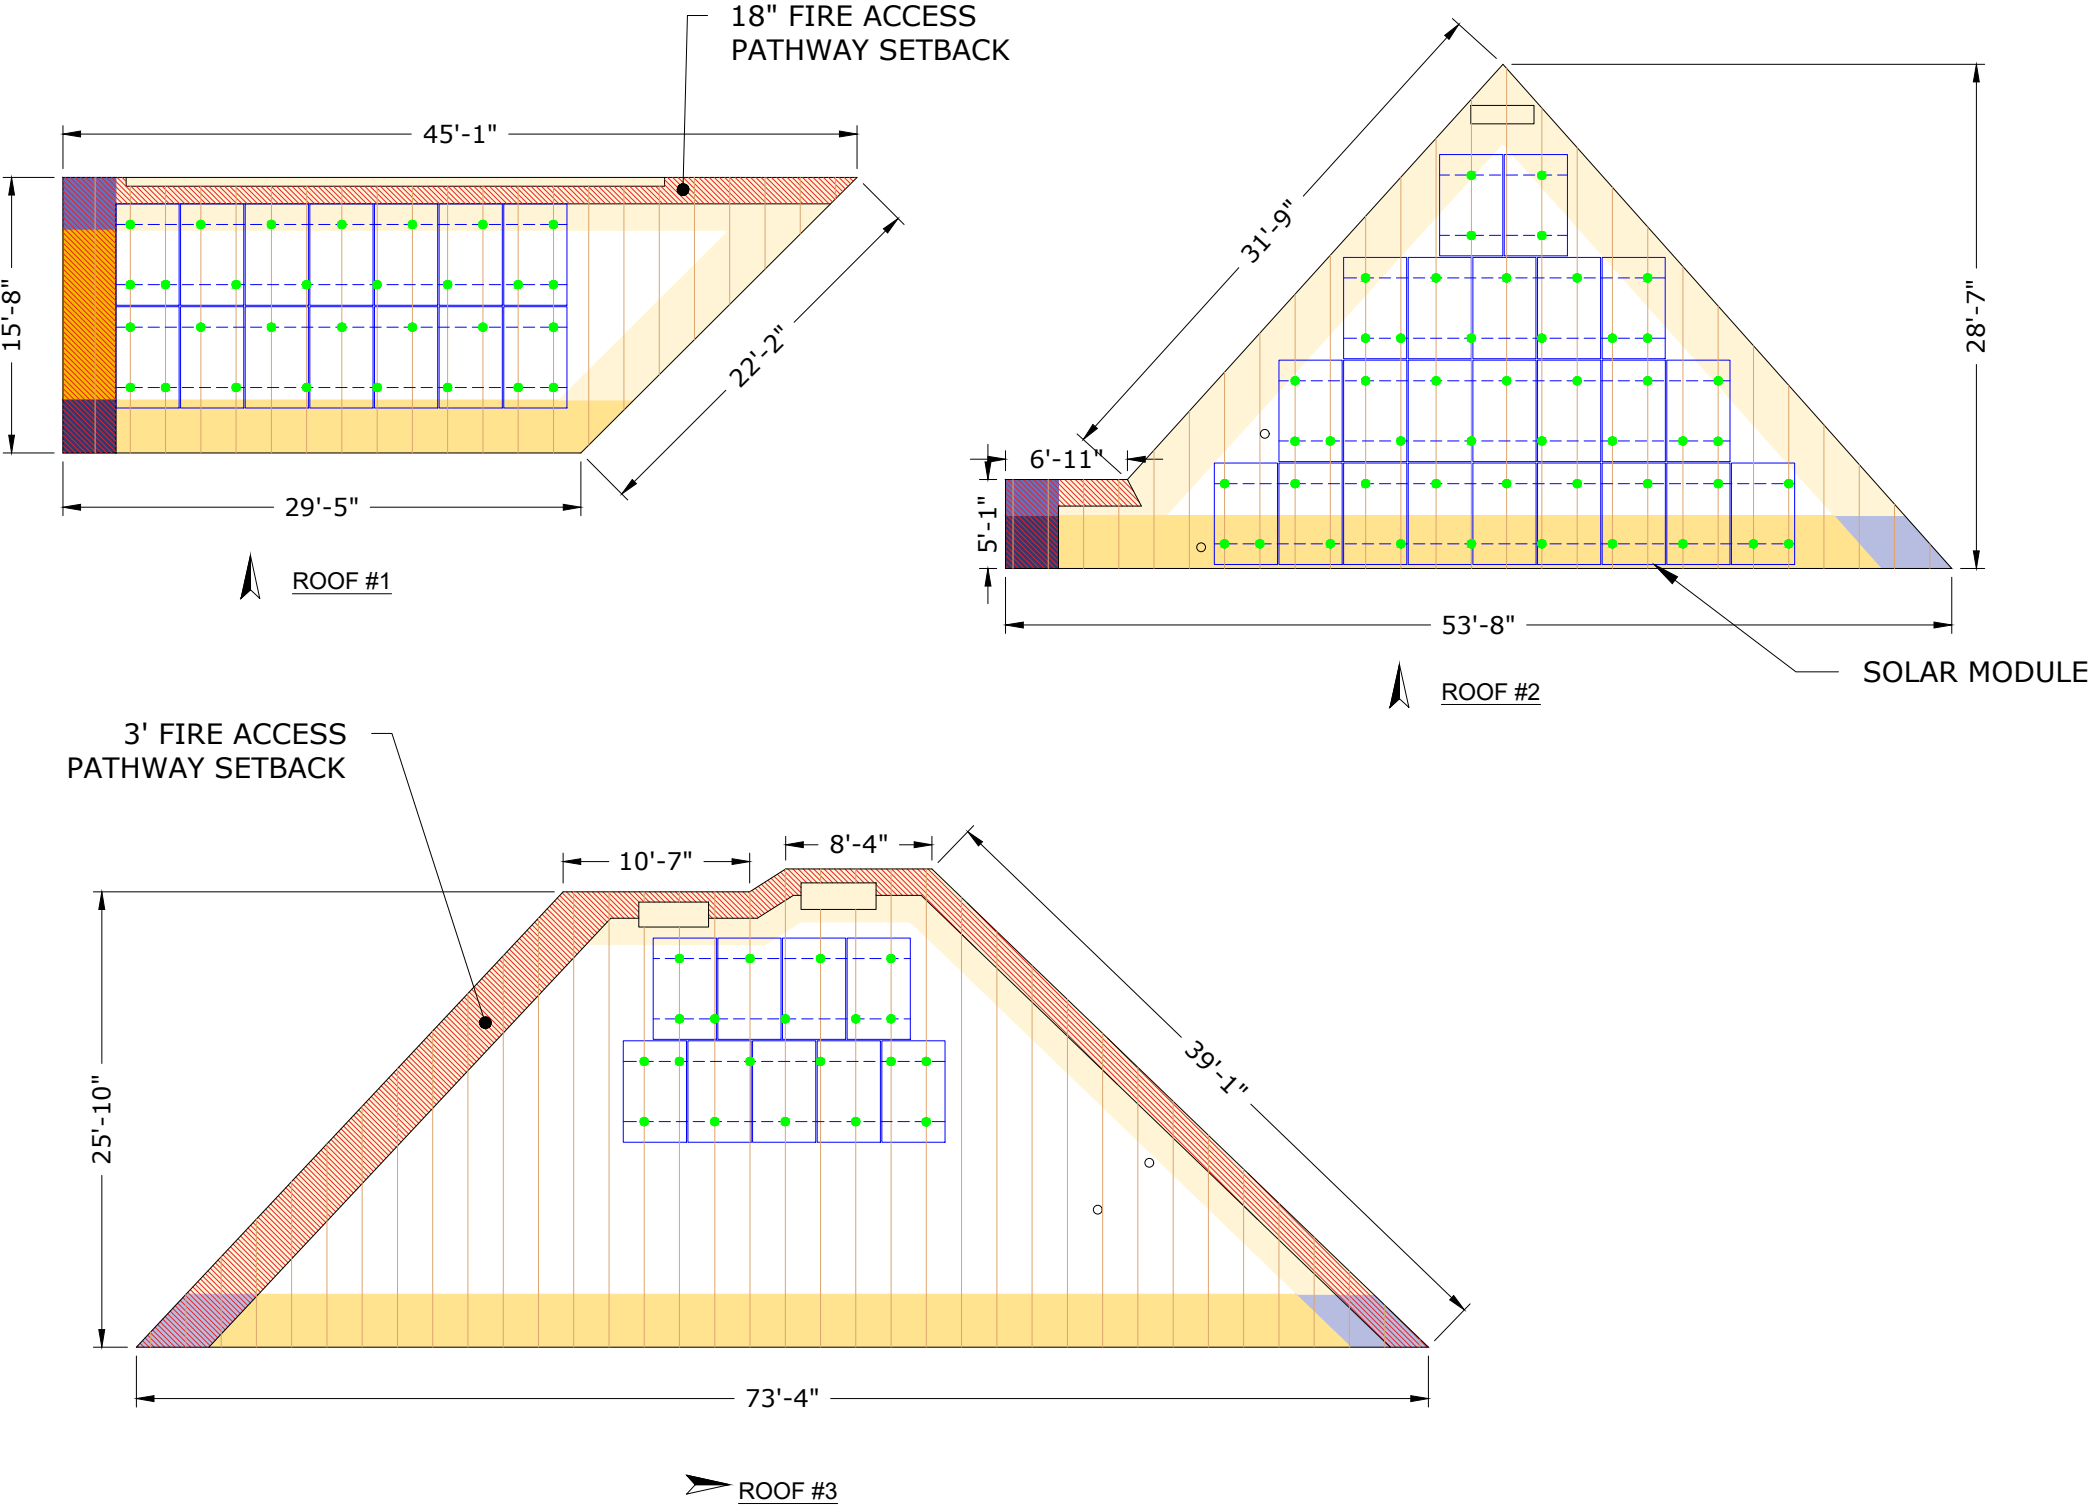 18" FIRE ACCESS
PATHWAY SETBACK
45'-1"
15'-8"
22'-2"
29'-5"
ROOF #1
31'-9"
28'-7"
6'-11"
5'-1"
53'-8"
SOLAR MODULE
ROOF #2
3' FIRE ACCESS
PATHWAY SETBACK
10'-7"
8'-4"
25'-10"
39'-1"
73'-4"
ROOF #3